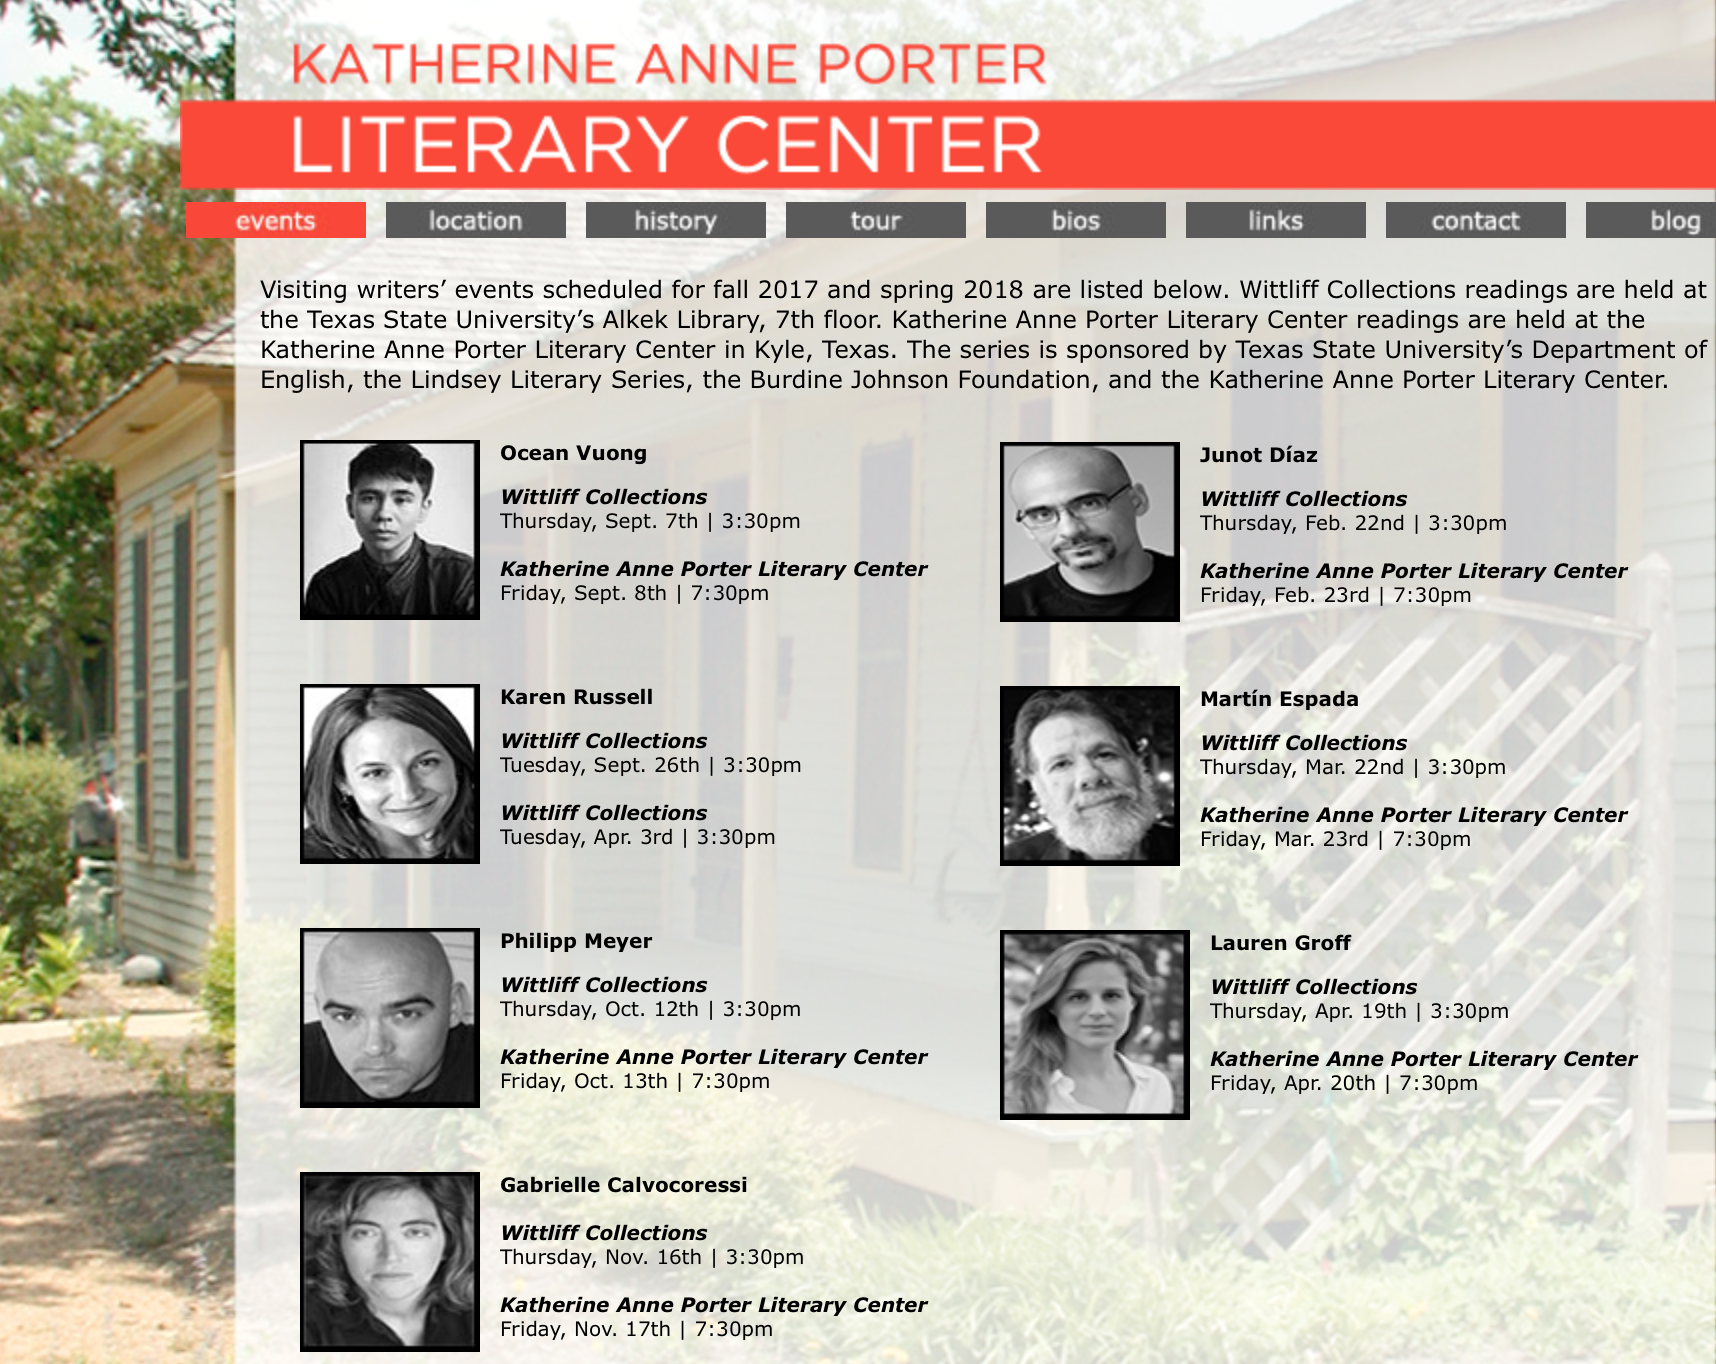 KATHERINE ANNE PORTER
LITERARY CENTER
events location history tour bios links contact blog
Visiting writers’ events scheduled for fall 2017 and spring 2018 are listed below. Wittliff Collections readings are held at
the Texas State University’s Alkek Library, 7th floor. Katherine Anne Porter Literary Center readings are held at the
Katherine Anne Porter Literary Center in Kyle, Texas. The series is sponsored by Texas State University’s Department of
English, the Lindsey Literary Series, the Burdine Johnson Foundation, and the Katherine Anne Porter Literary Center.
Ocean Vuong
Wittliff Collections
Thursday, Sept. 7th | 3:30pm
Katherine Anne Porter Literary Center
Friday, Sept. 8th | 7:30pm
Karen Russell
Wittliff Collections
Tuesday, Sept. 26th | 3:30pm
Wittliff Collections
Tuesday, Apr. 3rd | 3:30pm
Philipp Meyer
Wittliff Collections
Thursday, Oct. 12th | 3:30pm
Katherine Anne Porter Literary Center
Friday, Oct. 13th | 7:30pm
Gabrielle Calvocoressi
Wittliff Collections
Thursday, Nov. 16th | 3:30pm
Katherine Anne Porter Literary Center
Friday, Nov. 17th | 7:30pm
Junot Díaz
Wittliff Collections
Thursday, Feb. 22nd | 3:30pm
Katherine Anne Porter Literary Center
Friday, Feb. 23rd | 7:30pm
Martín Espada
Wittliff Collections
Thursday, Mar. 22nd | 3:30pm
Katherine Anne Porter Literary Center
Friday, Mar. 23rd | 7:30pm
Lauren Groff
Wittliff Collections
Thursday, Apr. 19th | 3:30pm
Katherine Anne Porter Literary Center
Friday, Apr. 20th | 7:30pm